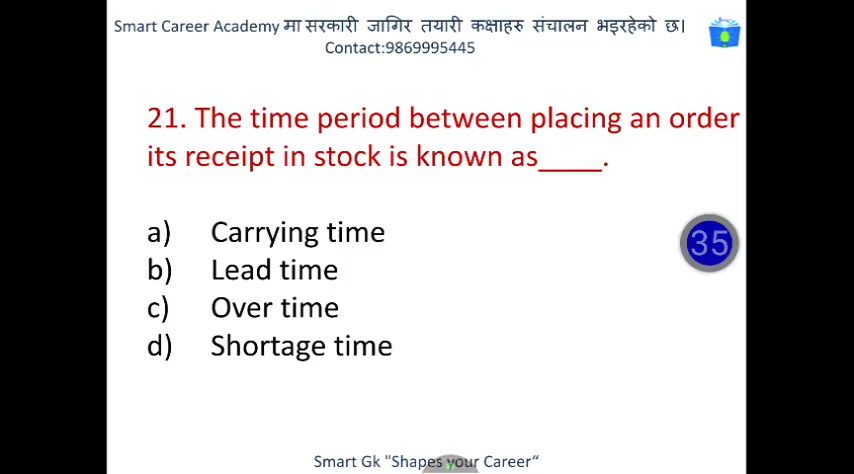 Smart Career Academy मा सरकारी जागिर तयारी कक्षाहरु संचालन भइरहेको छ।
Contact:9869995445
21. The time period between placing an order
its receipt in stock is known as____.
a) Carrying time
35
b) Lead time
c) Over time
d) Shortage time
Smart Gk "Shapes your Career“